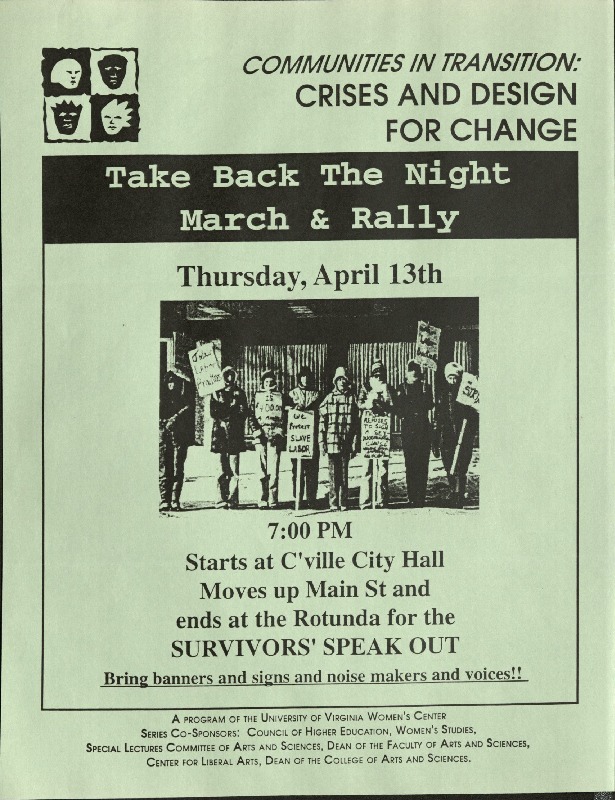 COMMUNITIES IN TRANSITION:
CRISES AND DESIGN
FOR CHANGE
Take Back The Night
March & Rally
Thursday, April 13th
We
Protest
SLAVE
LABOR
7:00 PM
Starts at C'ville City Hall
Moves up Main St and
ends at the Rotunda for the
SURVIVORS' SPEAK OUT
Bring banners and signs and noise makers and voices!!
A PROGRAM OF THE UNIVERSITY OF VIRGINIA WOMEN'S CENTER
SERIES CO-SPONSORS: COUNCIL OF HIGHER EDUCATION, WOMEN'S STUDIES,
SPECIAL LECTURES COMMITTEE OF ARTS AND SCIENCES, DEAN OF THE FACULTY OF ARTS AND SCIENCES,
CENTER FOR LIBERAL ARTS, DEAN OF THE COLLEGE OF ARTS AND SCIENCES.